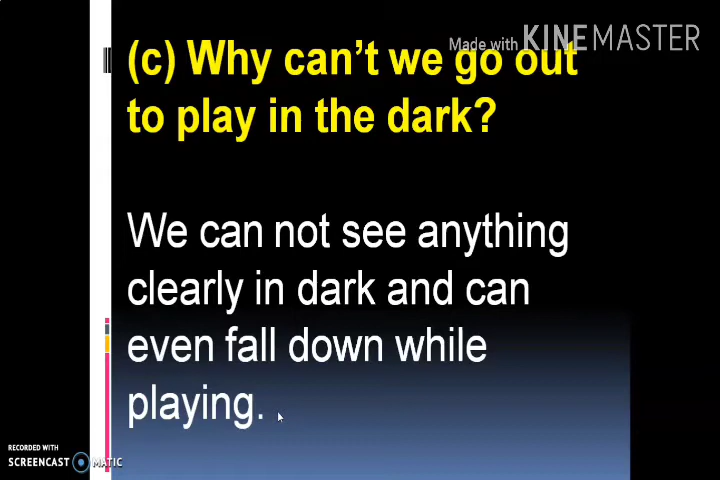 (c) Why can't we go out
Made with KINEMASTER
to play in the dark?
We can not see anything
clearly in dark and can
even fall down while
playing.
RECORDED WITH
SCREENCAST MATIC